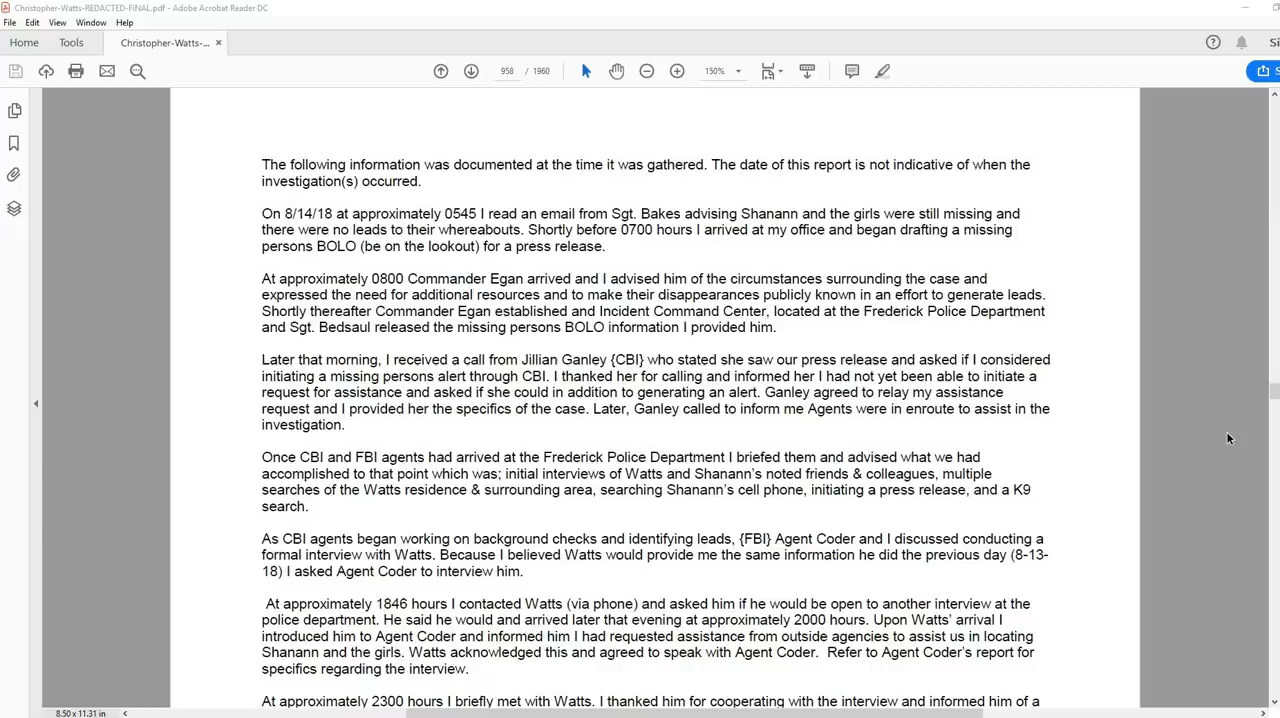 Christopher-Watts-REDACTED-FINAL.pdf - Adobe Acrobat Reader DC
File Edit View Window Help
Home Tools Christopher-Watts-... ×
958 / 1960 150%
The following information was documented at the time it was gathered. The date of this report is not indicative of when the
investigation(s) occurred.
On 8/14/18 at approximately 0545 I read an email from Sgt. Bakes advising Shanann and the girls were still missing and
there were no leads to their whereabouts. Shortly before 0700 hours I arrived at my office and began drafting a missing
persons BOLO (be on the lookout) for a press release.
At approximately 0800 Commander Egan arrived and I advised him of the circumstances surrounding the case and
expressed the need for additional resources and to make their disappearances publicly known in an effort to generate leads.
Shortly thereafter Commander Egan established and Incident Command Center, located at the Frederick Police Department
and Sgt. Bedsaul released the missing persons BOLO information I provided him.
Later that morning, I received a call from Jillian Ganley {CBI} who stated she saw our press release and asked if I considered
initiating a missing persons alert through CBI. I thanked her for calling and informed her I had not yet been able to initiate a
request for assistance and asked if she could in addition to generating an alert. Ganley agreed to relay my assistance
request and I provided her the specifics of the case. Later, Ganley called to inform me Agents were in enroute to assist in the
investigation.
Once CBI and FBI agents had arrived at the Frederick Police Department I briefed them and advised what we had
accomplished to that point which was; initial interviews of Watts and Shanann's noted friends & colleagues, multiple
searches of the Watts residence & surrounding area, searching Shanann's cell phone, initiating a press release, and a K9
search.
As CBI agents began working on background checks and identifying leads, {FBI} Agent Coder and I discussed conducting a
formal interview with Watts. Because I believed Watts would provide me the same information he did the previous day (8-13-
18) I asked Agent Coder to interview him.
At approximately 1846 hours I contacted Watts (via phone) and asked him if he would be open to another interview at the
police department. He said he would and arrived later that evening at approximately 2000 hours. Upon Watts' arrival I
introduced him to Agent Coder and informed him I had requested assistance from outside agencies to assist us in locating
Shanann and the girls. Watts acknowledged this and agreed to speak with Agent Coder. Refer to Agent Coder's report for
specifics regarding the interview.
At approximately 2300 hours I briefly met with Watts. I thanked him for cooperating with the interview and informed him of a
8.50 x 11.31 in